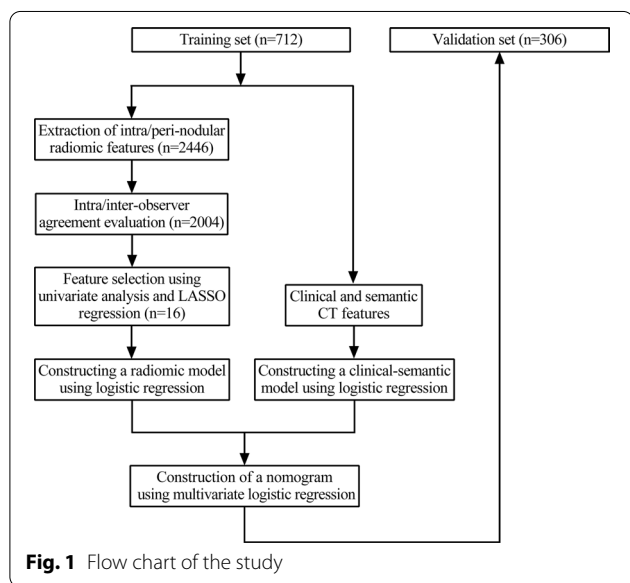 Training set (n=712)
Validation set (n=306)
Extraction of intra/peri-nodular
radiomic features (n=2446)
Intra/inter-observer
agreement evaluation (n=2004)
Feature selection using
univariate analysis and LASSO
regression (n=16)
Clinical and semantic
CT features
Constructing a radiomic model
using logistic regression
Constructing a clinical-semantic
model using logistic regression
Construction of a nomogram
using multivariate logistic regression
Fig. 1 Flow chart of the study